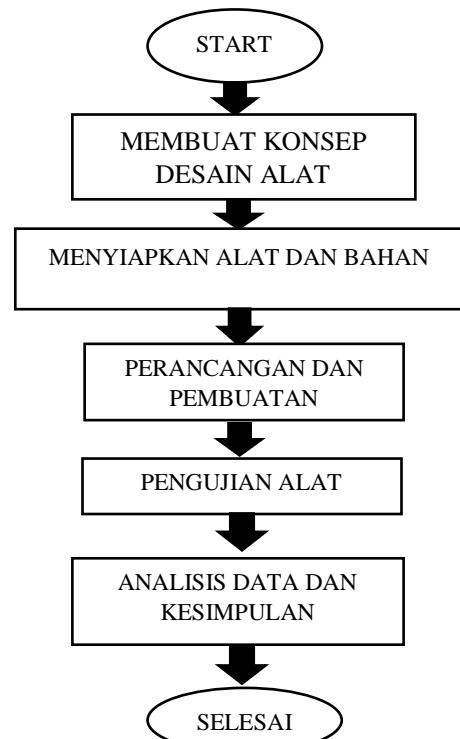 START
MEMBUAT KONSEP
DESAIN ALAT
MENYIAPKAN ALAT DAN BAHAN
PERANCANGAN DAN
PEMBUATAN
PENGUJIAN ALAT
ANALISIS DATA DAN
KESIMPULAN
SELESAI